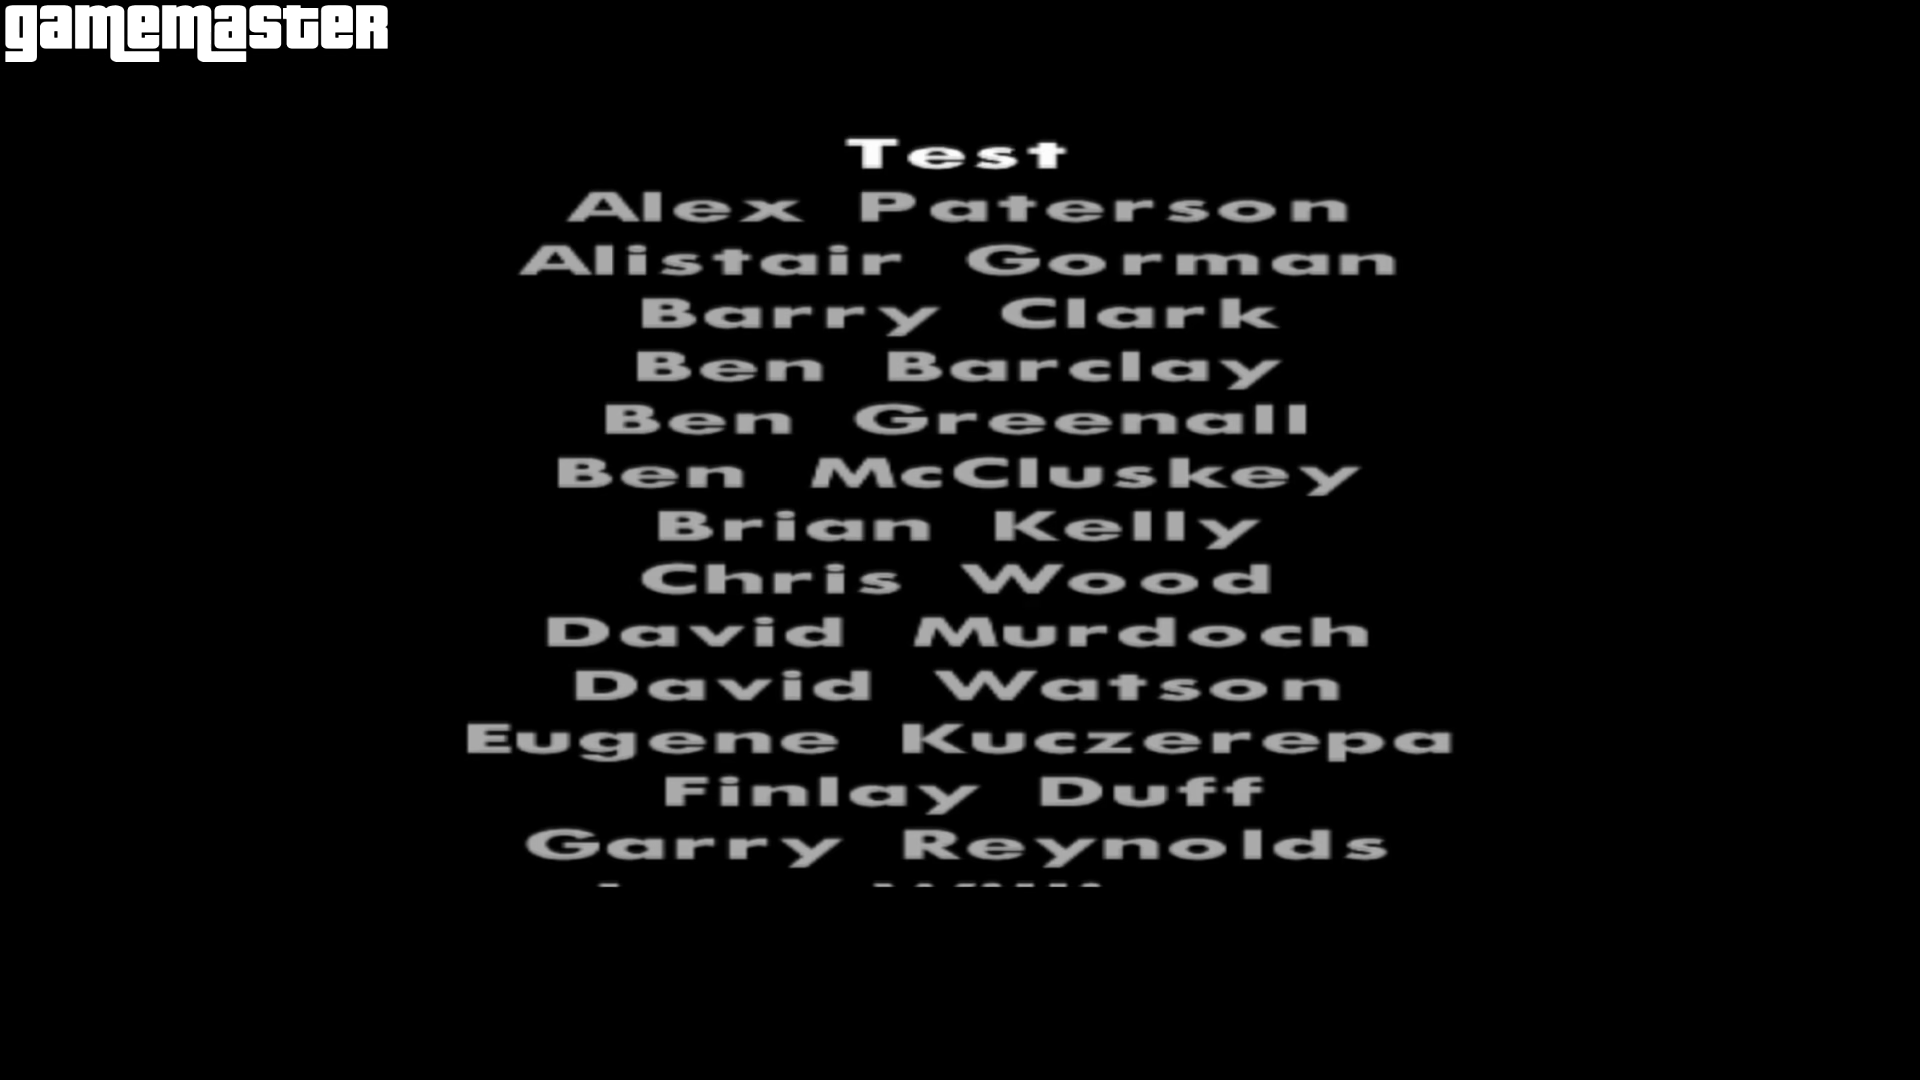 gamemaster
Test
Alex Paterson
Alistair Gorman
Barry Clark
Ben Barclay
Ben Greenall
Ben McCluskey
Brian Kelly
Chris Wood
David Murdoch
David Watson
Eugene Kuczerepa
Finlay Duff
Garry Reynolds